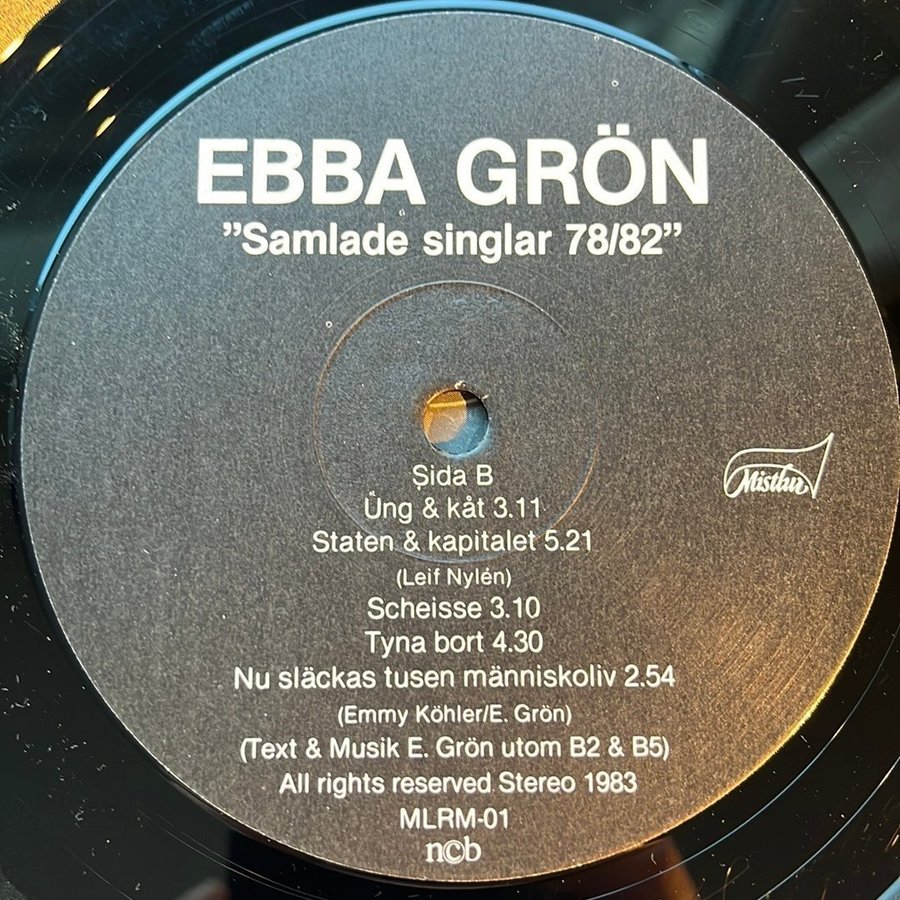 EBBA GRÖN
"Samlade singlar 78/82"
Mistlur
Sida B
Ung & kåt 3.11
Staten & kapitalet 5.21
(Leif Nylén)
Scheisse 3.10
Tyna bort 4.30
Nu släckas tusen människoliv 2.54
(Emmy Köhler/E. Grön)
(Text & Musik E. Grön utom B2 & B5)
All rights reserved Stereo 1983
MLRM-01
n©b